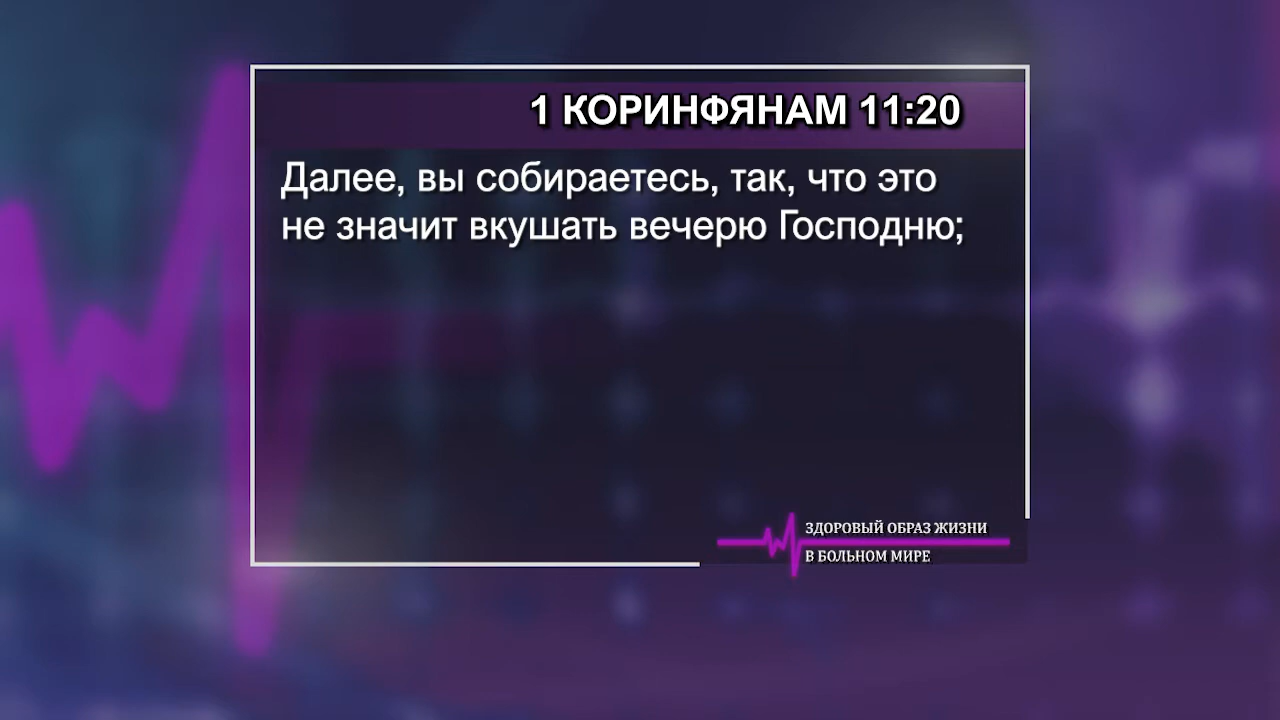 1 КОРИНФЯНАМ 11:20
Далее, вы собираетесь, так, что это
не значит вкушать вечерю Господню;
ЗДОРОВЫЙ ОБРАЗ ЖИЗНИ
В БОЛЬНОМ МИРЕ